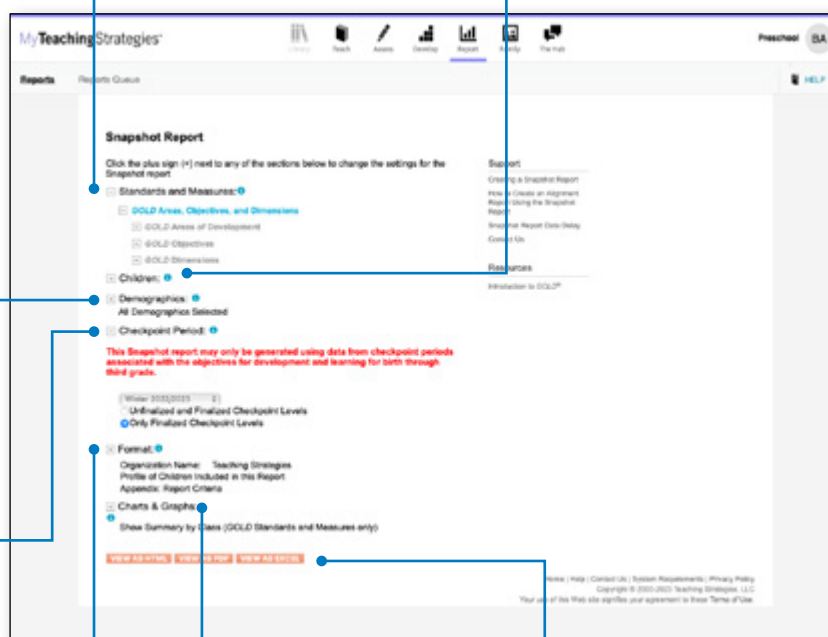 MyTeachingStrategies
Library
Teach
Assess
Develop
Report
Family
The Hub
Preschool
BA
Reports
Reports Queue
HELP
Snapshot Report
Click the plus sign (+) next to any of the sections below to change the settings for the
Snapshot report
Standards and Measures:
GOLD Areas, Objectives, and Dimensions
GOLD Areas of Development
GOLD Objectives
GOLD Dimensions
Children:
Demographics:
All Demographics Selected
Checkpoint Period:
This Snapshot report may only be generated using data from checkpoint periods
associated with the objectives for development and learning for birth through
third grade.
Winter 2022/2023
Unfinalized and Finalized Checkpoint Levels
Only Finalized Checkpoint Levels
Format:
Organization Name: Teaching Strategies
Profile of Children Included in this Report
Appendix: Report Criteria
Charts & Graphs:
Show Summary by Class (GOLD Standards and Measures only)
VIEW AS HTML
VIEW AS PDF
VIEW AS EXCEL
Support
Creating a Snapshot Report
How to Create an Alignment
Report Using the Snapshot
Report
Snapshot Report Data Delay
Contact Us
Resources
Introduction to GOLD®
Home | Help | Contact Us | System Requirements | Privacy Policy
Copyright © Teaching Strategies, LLC
Your use of this Web site signifies your agreement to these Terms of Use.